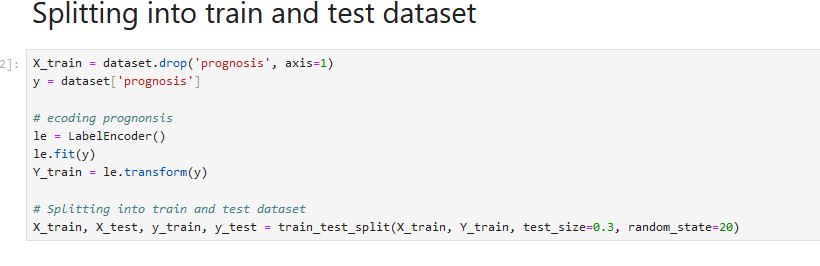 Splitting into train and test dataset
2]:
X_train = dataset.drop('prognosis', axis=1)
y = dataset['prognosis']
# ecoding prognonsis
le = LabelEncoder()
le.fit(y)
Y_train = le.transform(y)
# Splitting into train and test dataset
X_train, X_test, y_train, y_test = train_test_split(X_train, Y_train, test_size=0.3, random_state=20)